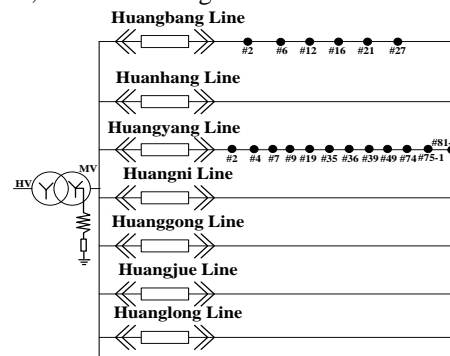 Huangbang Line
#2 #6 #12 #16 #21 #27
Huanhang Line
Huangyang Line
#81-
#2 #4 #7 #9 #19 #35 #36 #39 #49 #74 #75-1
MV
HV
Huangni Line
Huanggong Line
Huangjue Line
Huanglong Line